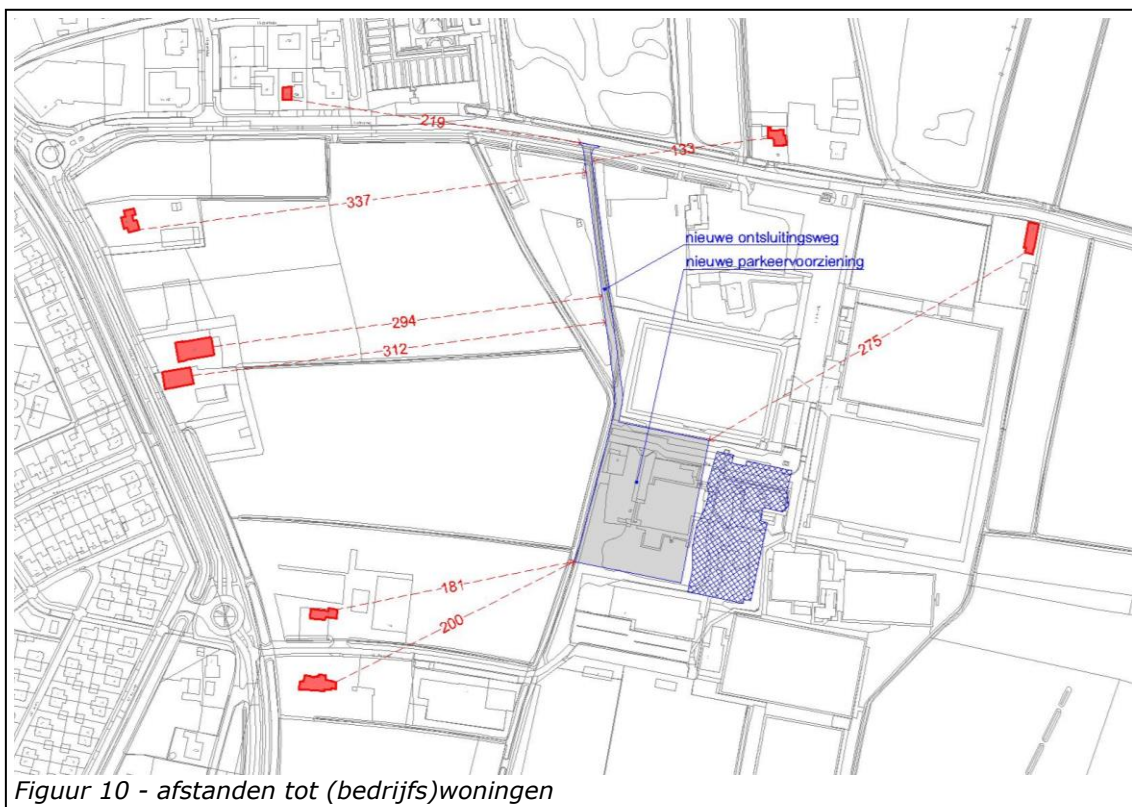 219
133
337
nieuwe ontsluitingsweg
nieuwe parkeervoorziening
294
312
275
181
200
Figuur 10 - afstanden tot (bedrijfs)woningen